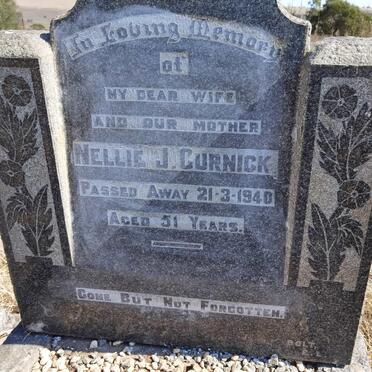 In Loving Memory
of
MY DEAR WIFE
AND OUR MOTHER
NELLIE J. CURNICK
PASSED AWAY 21-3-1940
AGED 51 YEARS.
GONE BUT NOT FORGOTTEN.
BOLT.